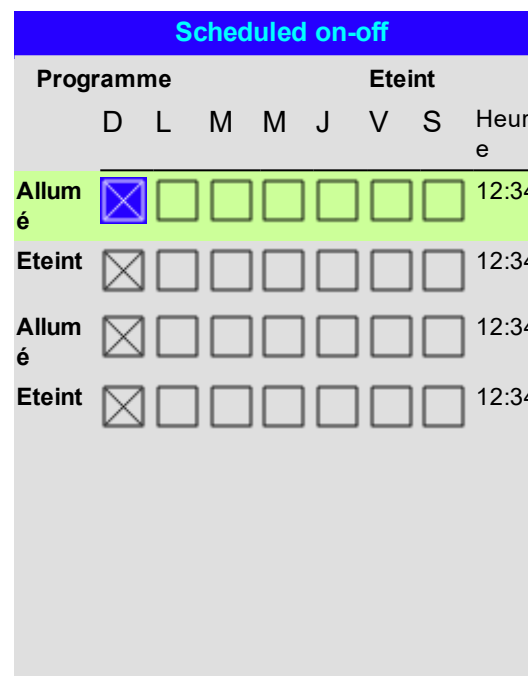 Scheduled on-off
Programme Eteint
D L M M J V S Heur
e
Allum 12:34
é
Eteint 12:34
Allum 12:34
é
Eteint 12:34